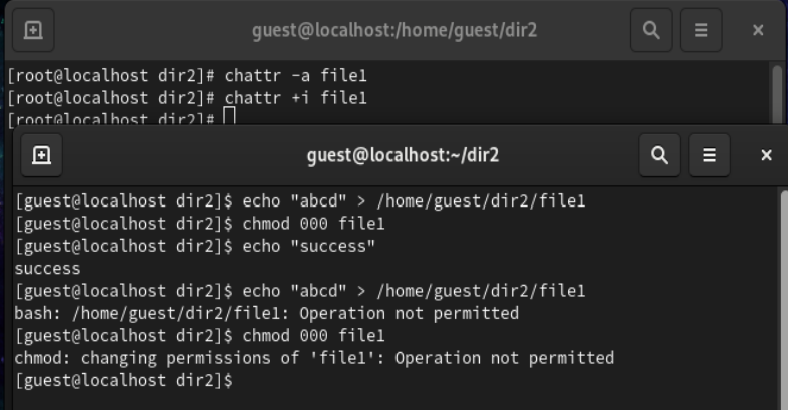 guest@localhost:/home/guest/dir2
[root@localhost dir2]# chattr -a file1
[root@localhost dir2]# chattr +i file1
[root@localhost dir2]#
guest@localhost:~/dir2
[guest@localhost dir2]$ echo "abcd" > /home/guest/dir2/file1
[guest@localhost dir2]$ chmod 000 file1
[guest@localhost dir2]$ echo "success"
success
[guest@localhost dir2]$ echo "abcd" > /home/guest/dir2/file1
bash: /home/guest/dir2/file1: Operation not permitted
[guest@localhost dir2]$ chmod 000 file1
chmod: changing permissions of 'file1': Operation not permitted
[guest@localhost dir2]$